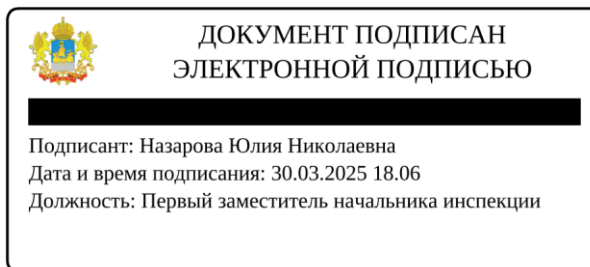 ДОКУМЕНТ ПОДПИСАН
ЭЛЕКТРОННОЙ ПОДПИСЬЮ
Подписант: Назарова Юлия Николаевна
Дата и время подписания: 30.03.2025 18.06
Должность: Первый заместитель начальника инспекции